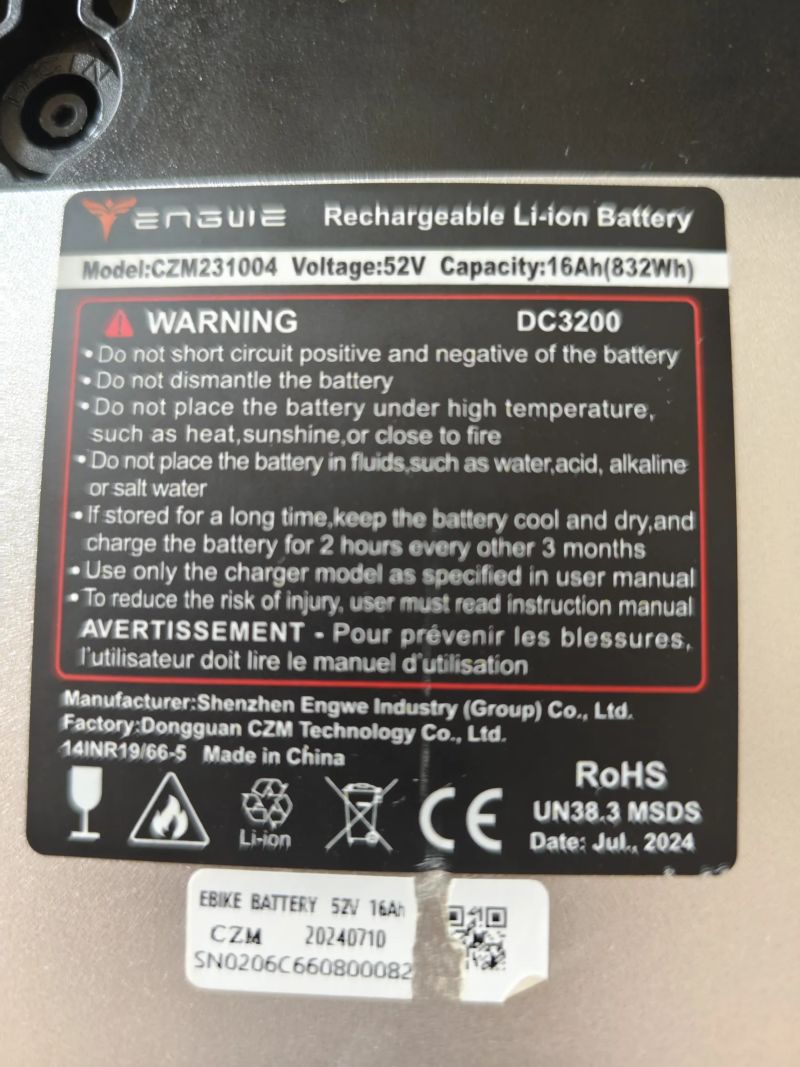 ENGWE Rechargeable Li-ion Battery
Model:CZM231004 Voltage:52V Capacity:16Ah(832Wh)
WARNING DC3200
• Do not short circuit positive and negative of the battery
• Do not dismantle the battery
• Do not place the battery under high temperature,
such as heat,sunshine,or close to fire
• Do not place the battery in fluids,such as water,acid, alkaline
or salt water
• If stored for a long time,keep the battery cool and dry,and
charge the battery for 2 hours every other 3 months
• Use only the charger model as specified in user manual
• To reduce the risk of injury, user must read instruction manual
AVERTISSEMENT - Pour prévenir les blessures,
l'utilisateur doit lire le manuel d'utilisation
Manufacturer:Shenzhen Engwe Industry (Group) Co., Ltd.
Factory:Dongguan CZM Technology Co., Ltd.
14INR19/66-5 Made in China
Li-ion
CE
RoHS
UN38.3 MSDS
Date: Jul., 2024
EBIKE BATTERY 52V 16Ah
CZM 20240710
SN0206C660800082